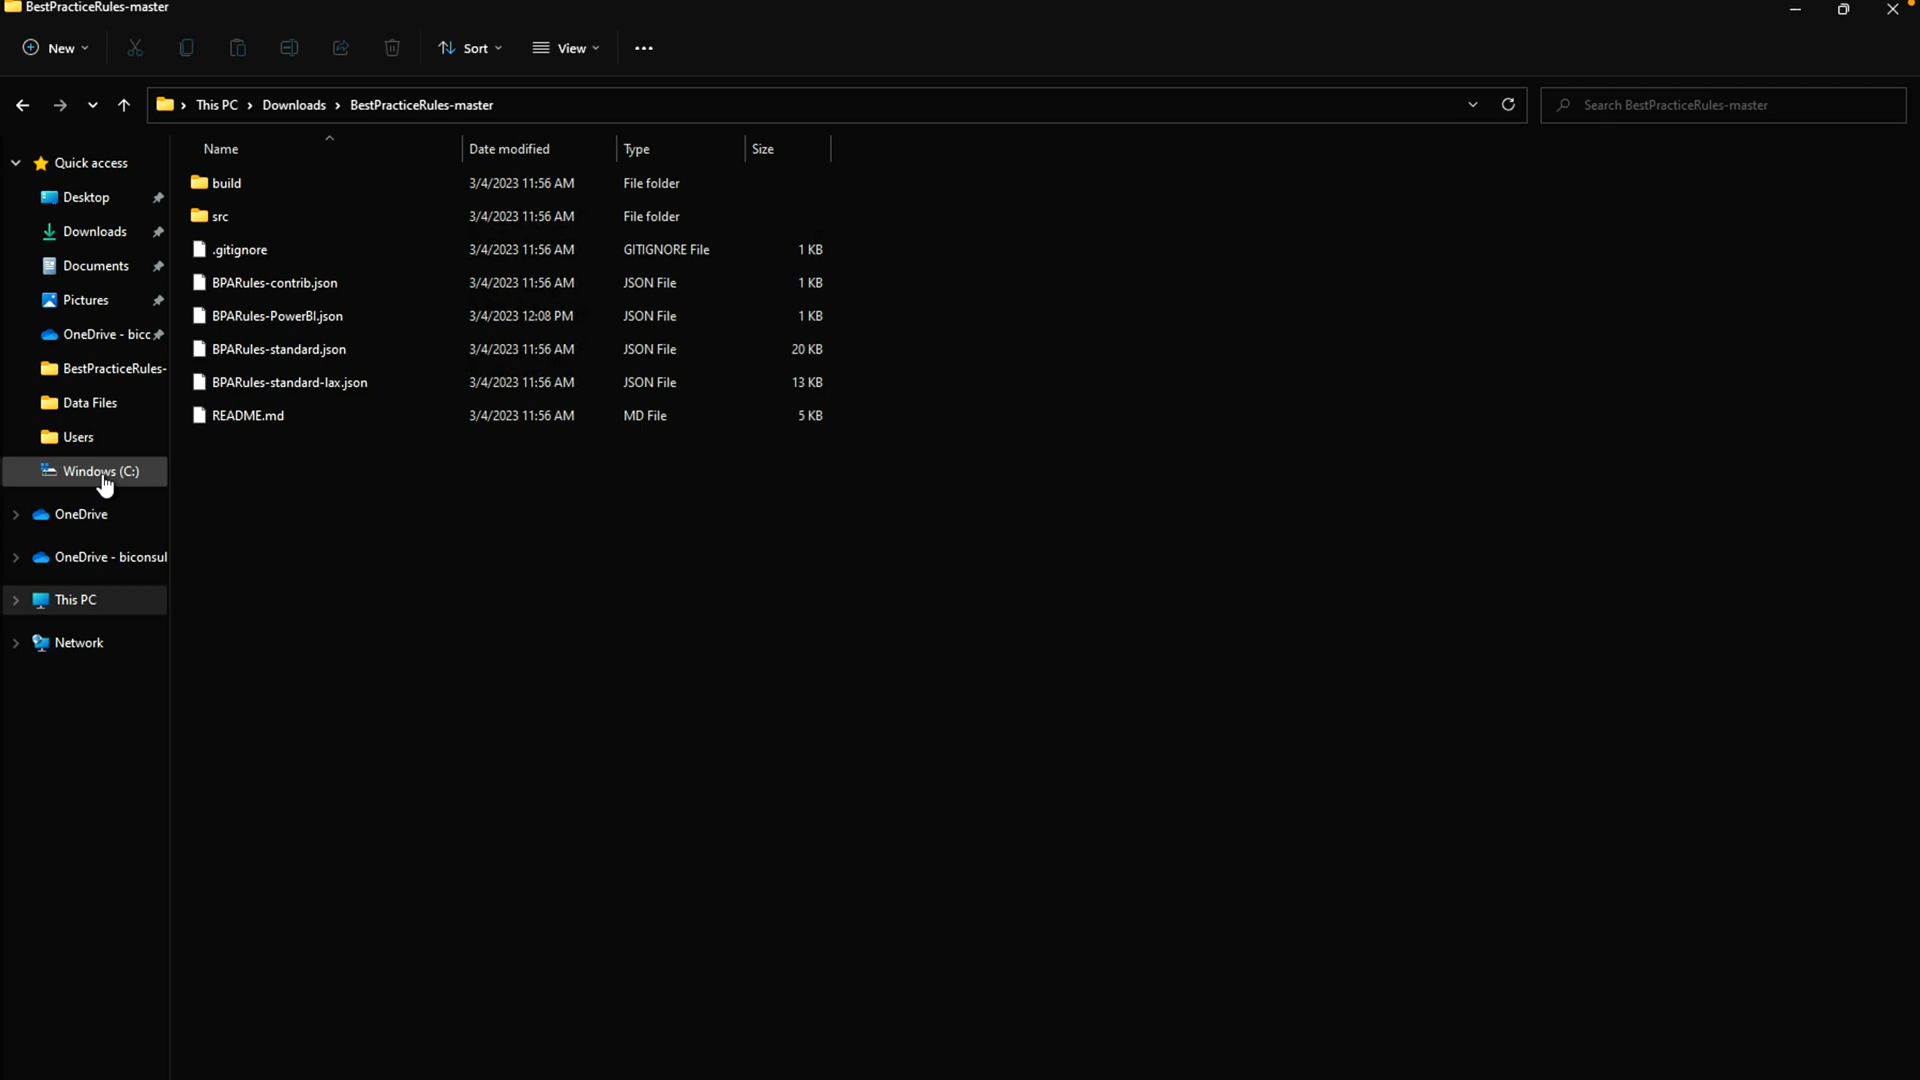 BestPracticeRules-master
New
Sort
View
This PC > Downloads > BestPracticeRules-master
Search BestPracticeRules-master
Name Date modified Type Size
Quick access
Desktop
Downloads
Documents
Pictures
OneDrive - bicc
BestPracticeRules-
Data Files
Users
Windows (C:)
OneDrive
OneDrive - biconsul
This PC
Network
build 3/4/2023 11:56 AM File folder
src 3/4/2023 11:56 AM File folder
.gitignore 3/4/2023 11:56 AM GITIGNORE File 1 KB
BPARules-contrib.json 3/4/2023 11:56 AM JSON File 1 KB
BPARules-PowerBI.json 3/4/2023 12:08 PM JSON File 1 KB
BPARules-standard.json 3/4/2023 11:56 AM JSON File 20 KB
BPARules-standard-lax.json 3/4/2023 11:56 AM JSON File 13 KB
README.md 3/4/2023 11:56 AM MD File 5 KB